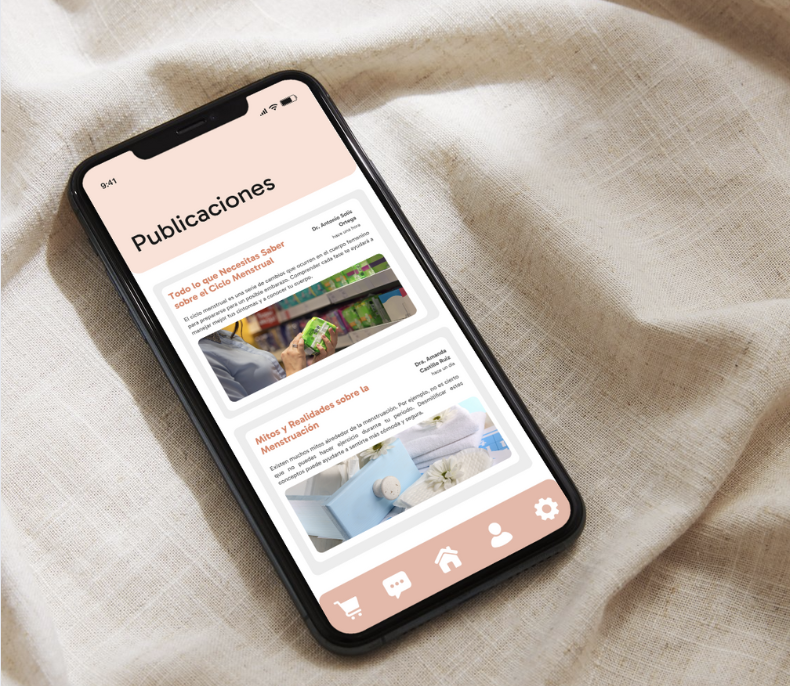 9:41
Publicaciones
Todo lo que Necesitas Saber
sobre el Ciclo Menstrual
Dr. Antonio Solis
Ortega
hace una hora
El ciclo menstrual es una serie de cambios que ocurren en el cuerpo femenino
para prepararse para un posible embarazo. Comprender cada fase te ayudará a
manejar mejor tus síntomas y a conocer tu cuerpo.
Mitos y Realidades sobre la
Menstruación
Dra. Amanda
Castillo Ruiz
hace un día
Existen muchos mitos alrededor de la menstruación. Por ejemplo, no es cierto
que no puedas hacer ejercicio durante tu periodo. Desmitificar estos
conceptos puede ayudarte a sentirte más cómoda y segura.